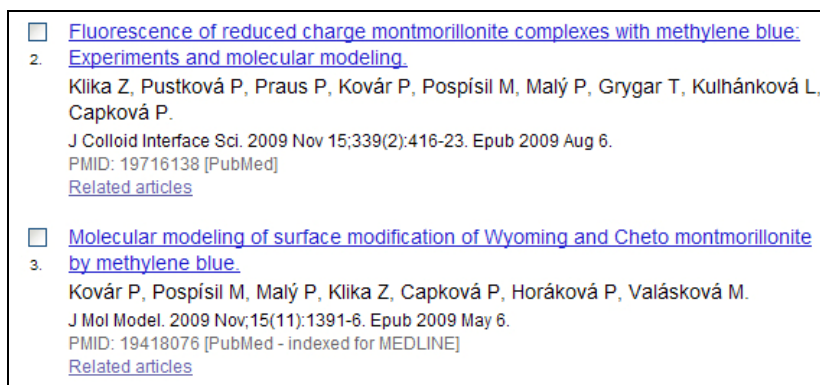 Fluorescence of reduced charge montmorillonite complexes with methylene blue:
2. Experiments and molecular modeling.
Klika Z, Pustková P, Praus P, Kovár P, Pospísil M, Malý P, Grygar T, Kulhánková L,
Capková P.
J Colloid Interface Sci. 2009 Nov 15;339(2):416-23. Epub 2009 Aug 6.
PMID: 19716138 [PubMed]
Related articles
Molecular modeling of surface modification of Wyoming and Cheto montmorillonite
3. by methylene blue.
Kovár P, Pospísil M, Malý P, Klika Z, Capková P, Horáková P, Valásková M.
J Mol Model. 2009 Nov;15(11):1391-6. Epub 2009 May 6.
PMID: 19418076 [PubMed - indexed for MEDLINE]
Related articles